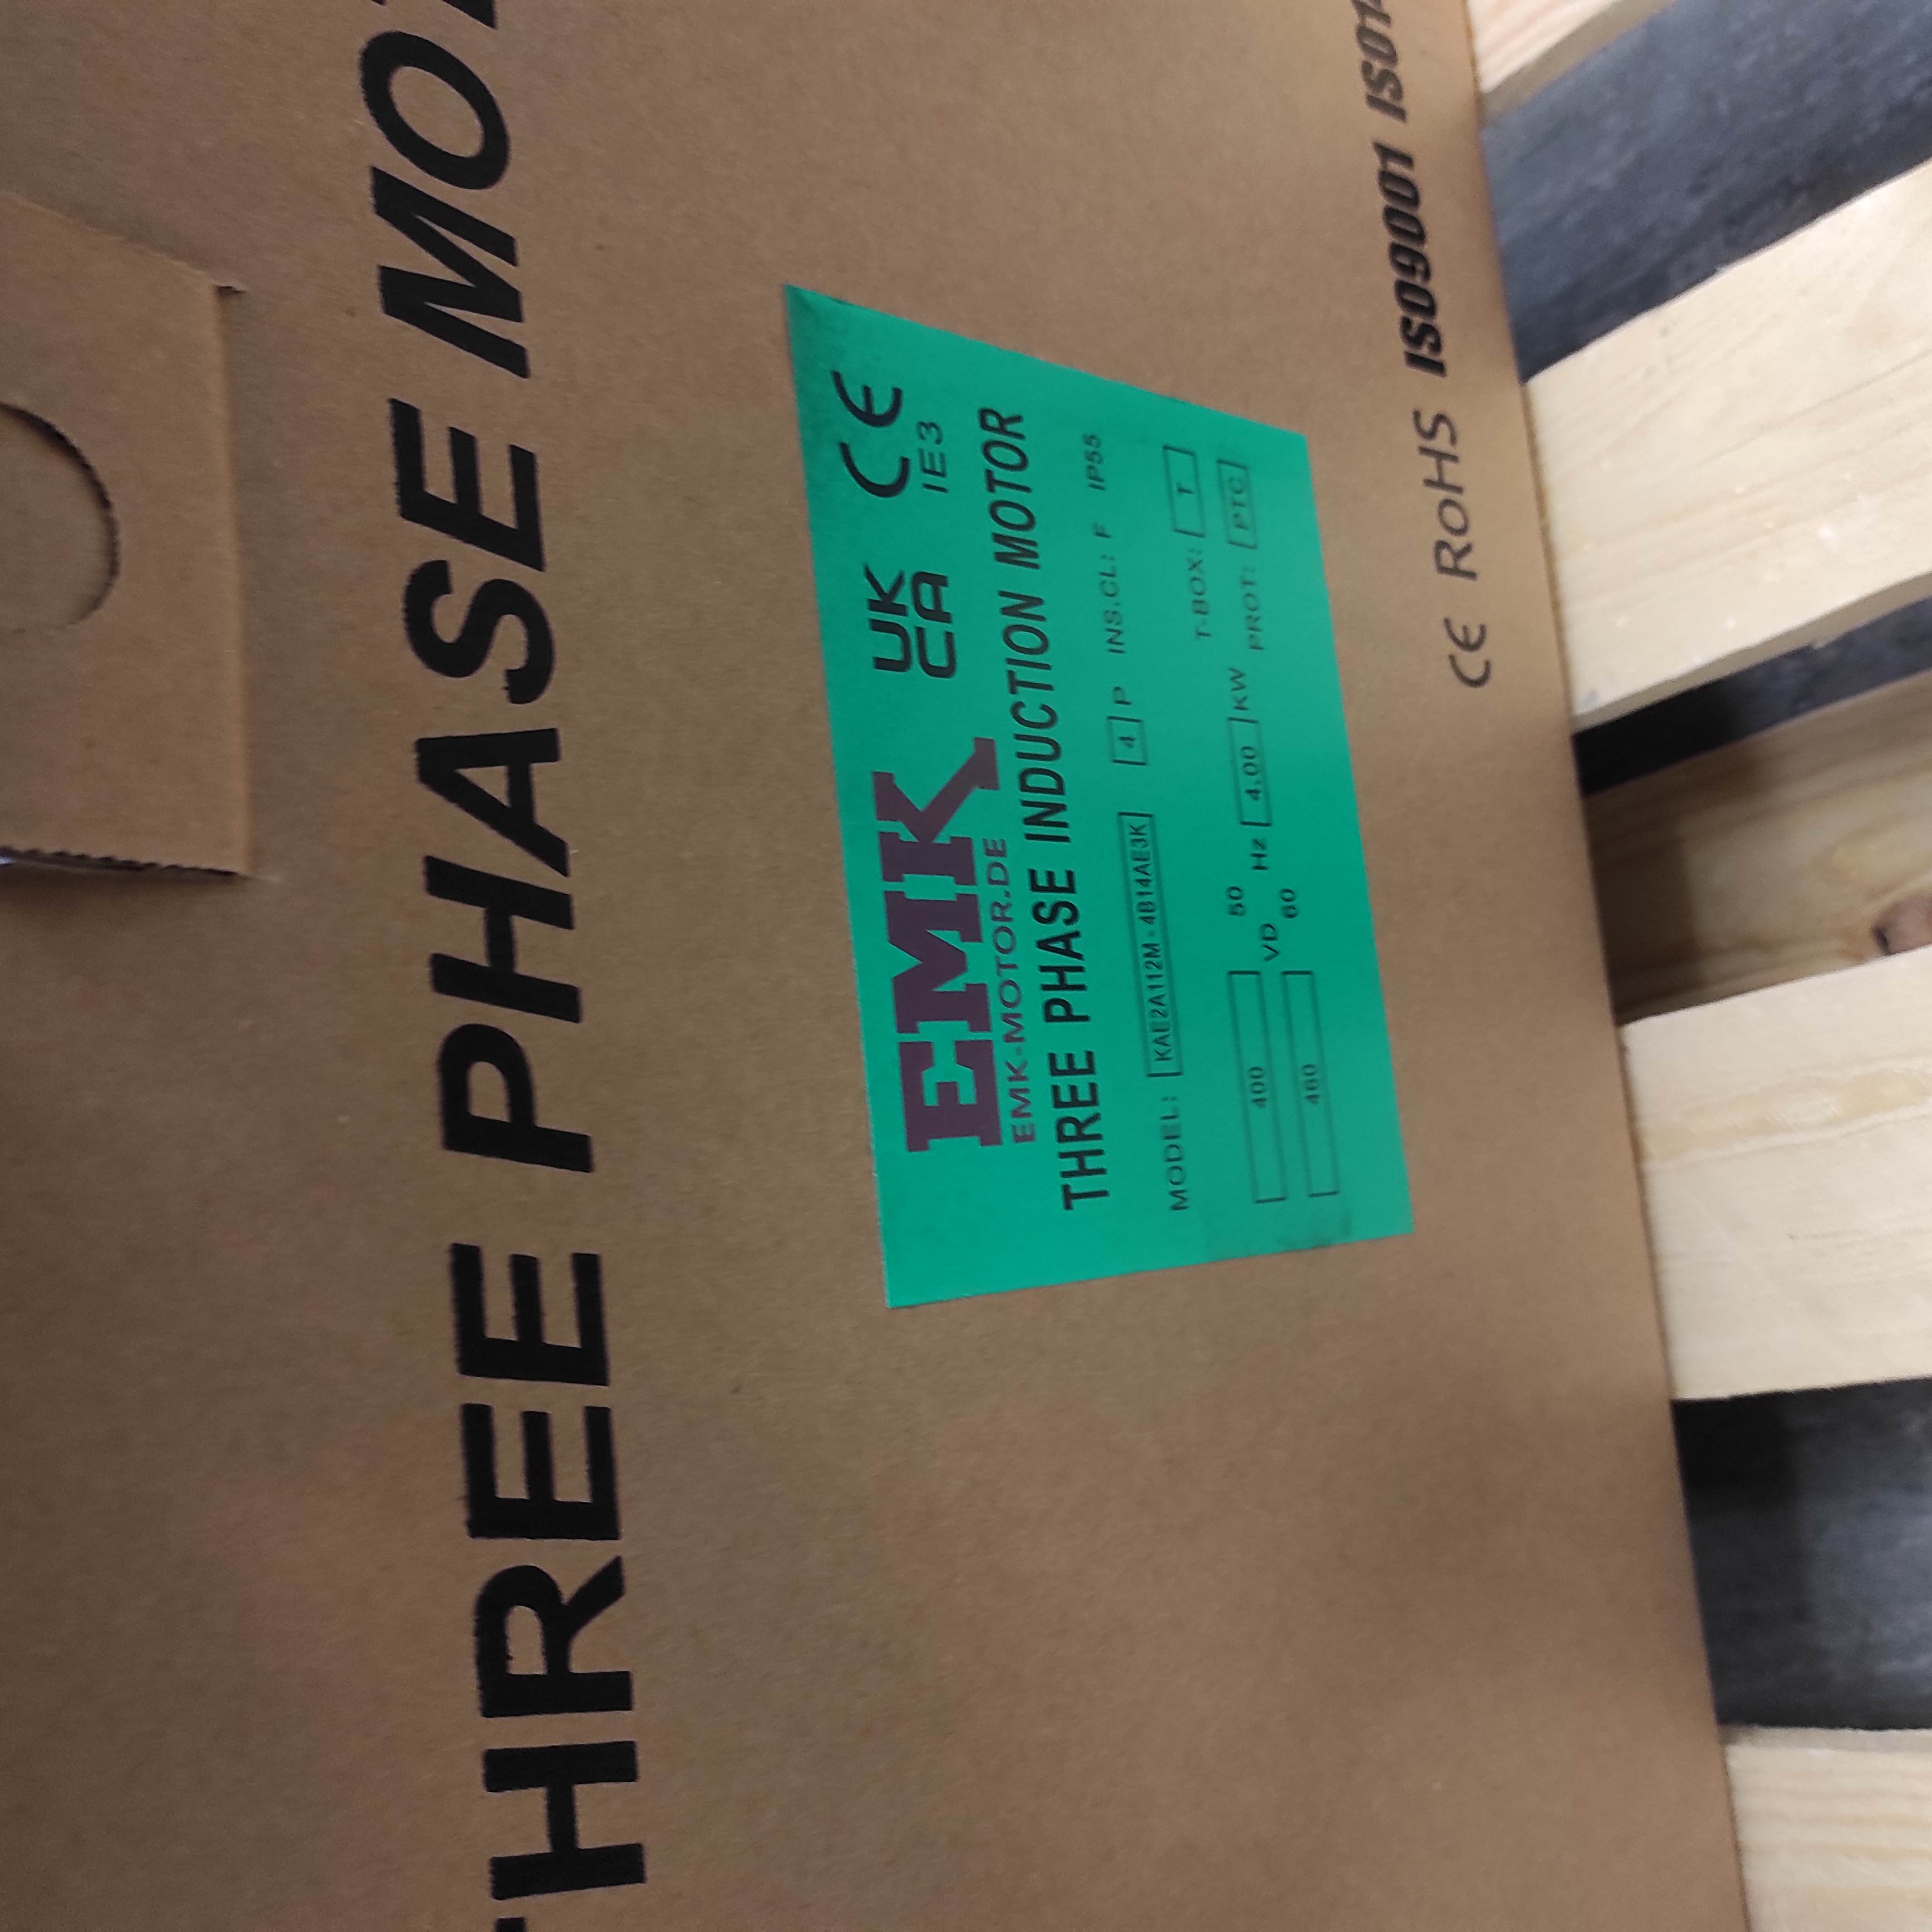 THREE PHASE MO
EMK UK CA CE
EMK-MOTOR.DE IE3
THREE PHASE INDUCTION MOTOR
MODEL: KAE2A112M-4B14AE3K 4 P INS.CL: F IP55
T-BOX: T
400 VD 50 Hz 4.00 KW PROT: PTC
460 60
CE RoHS ISO9001